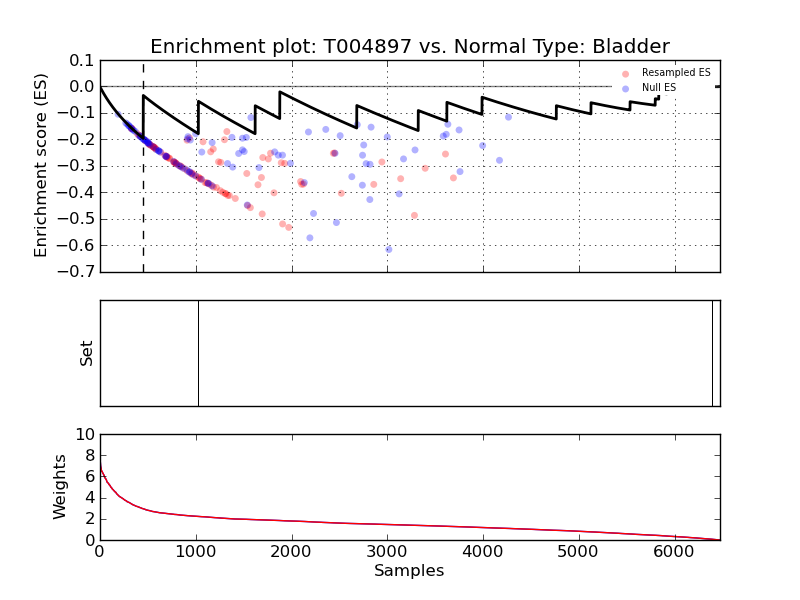 Enrichment plot: T004897 vs. Normal Type: Bladder
Enrichment score (ES)
0.1
0.0
−0.1
−0.2
−0.3
−0.4
−0.5
−0.6
−0.7
Resampled ES
Null ES
Set
Weights
10
8
6
4
2
0
0 1000 2000 3000 4000 5000 6000
Samples